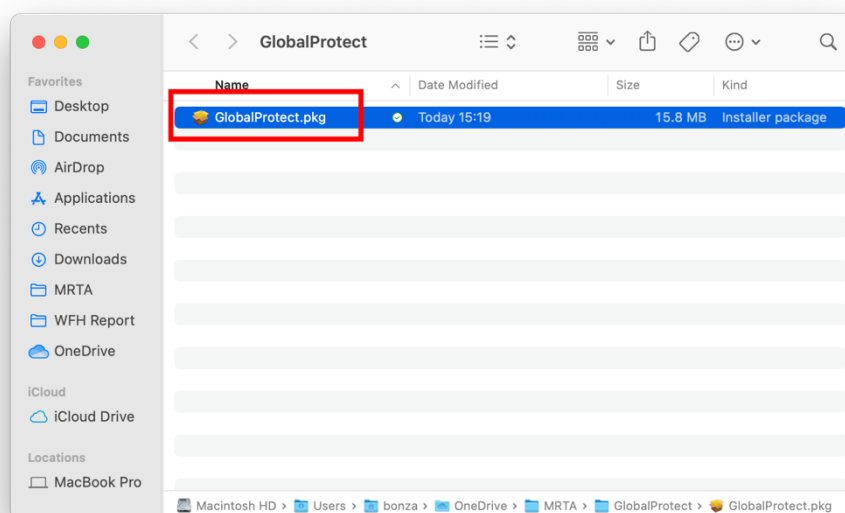 GlobalProtect
Favorites
Desktop
Documents
AirDrop
Applications
Recents
Downloads
MRTA
WFH Report
OneDrive
iCloud
iCloud Drive
Locations
MacBook Pro
Name Date Modified Size Kind
GlobalProtect.pkg Today 15:19 15.8 MB Installer package
Macintosh HD › Users › bonza › OneDrive › MRTA › GlobalProtect › GlobalProtect.pkg